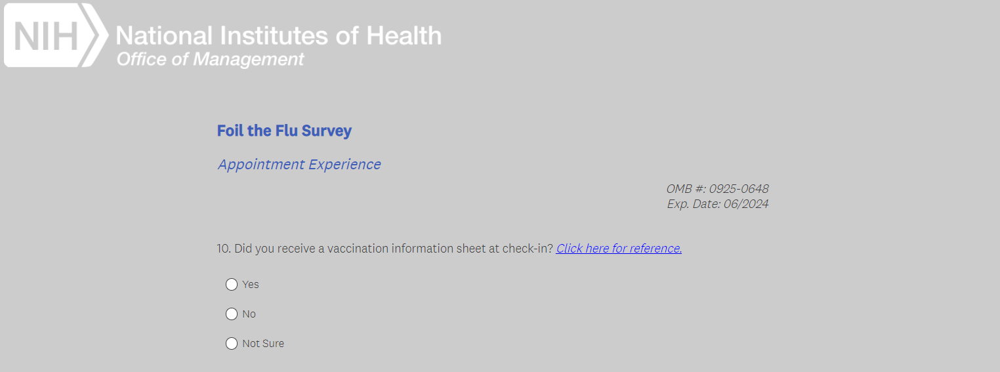 NIH National Institutes of Health
Office of Management
Foil the Flu Survey
Appointment Experience
OMB #: 0925-0648
Exp. Date: 06/2024
10. Did you receive a vaccination information sheet at check-in? Click here for reference.
Yes
No
Not Sure